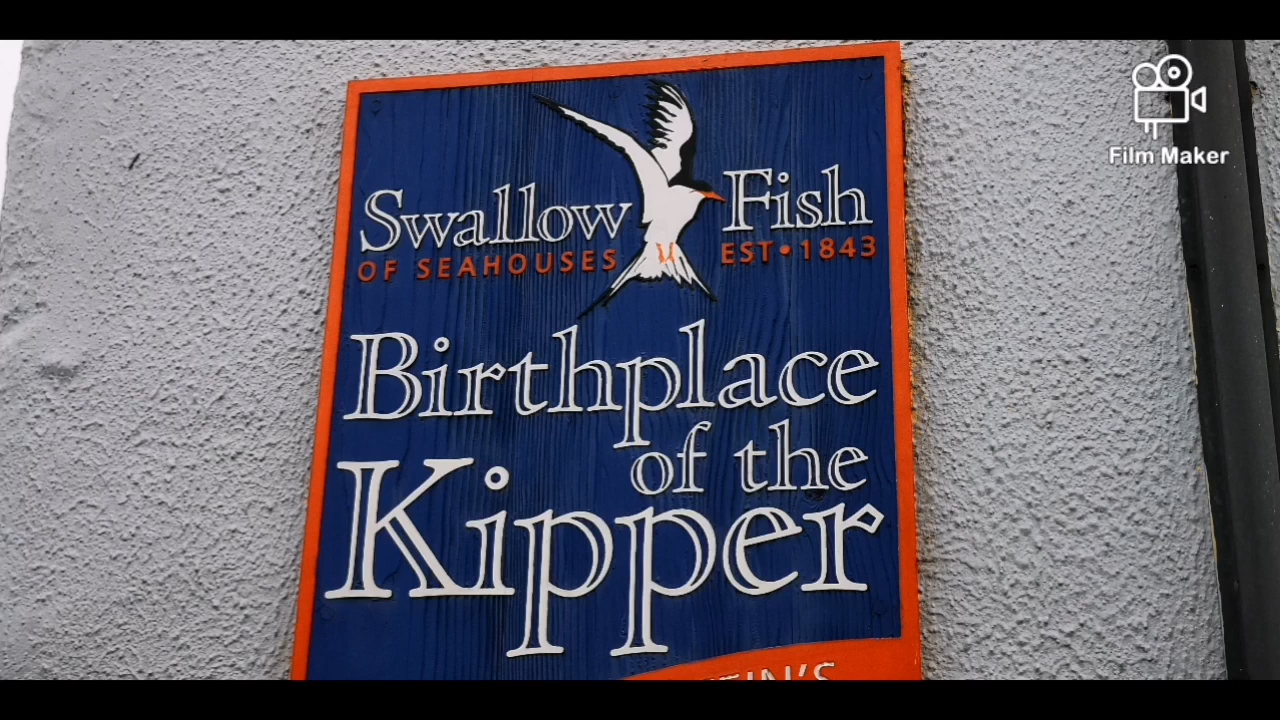 Film Maker
Swallow Fish
OF SEAHOUSES EST•1843
Birthplace
of the
Kipper